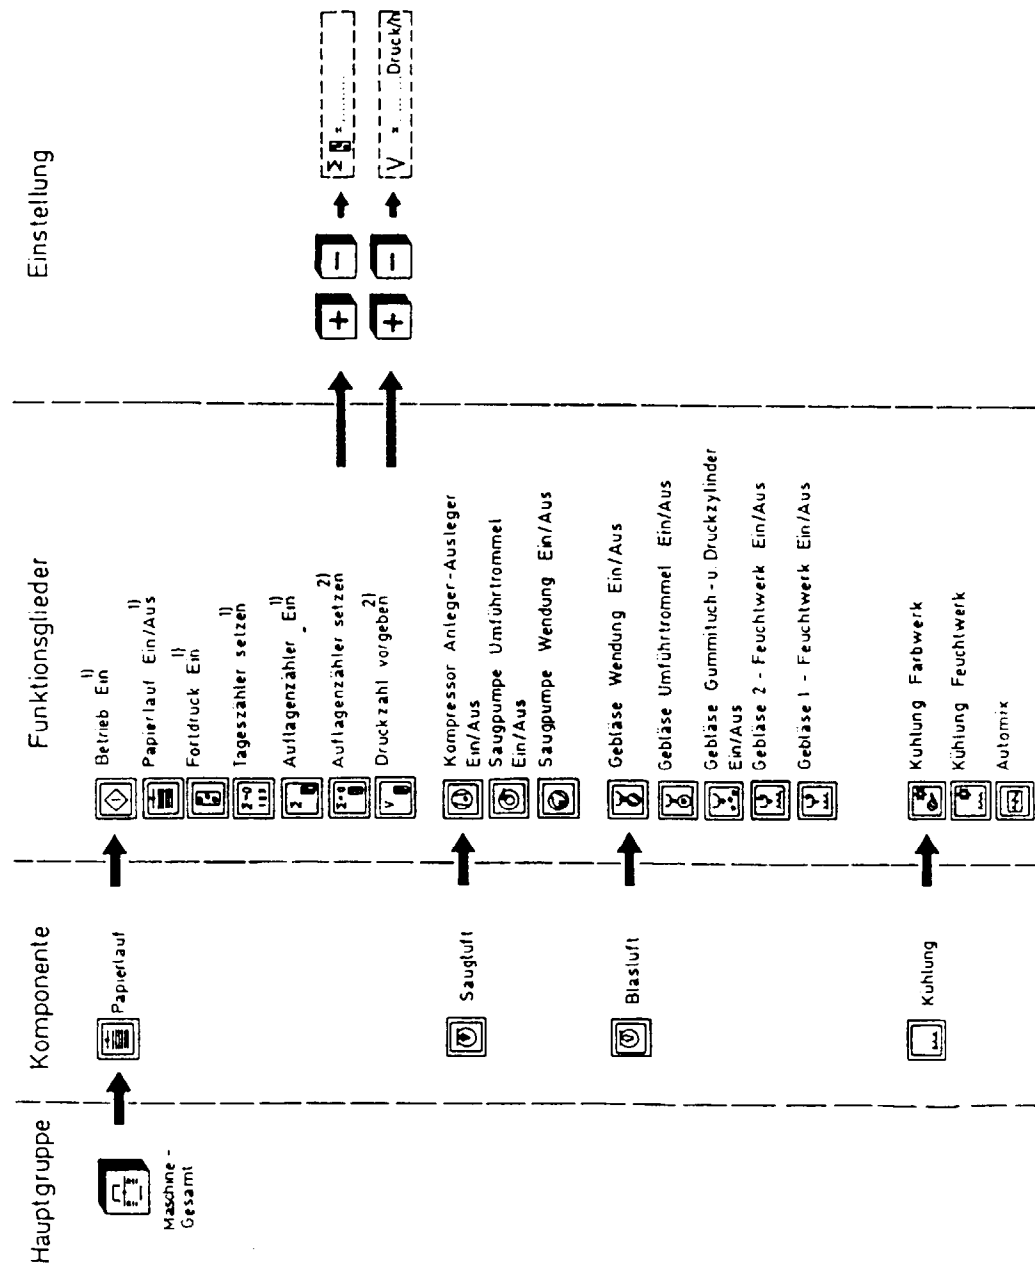 Hauptgruppe
Komponente
Funktionsglieder
Einstellung
Maschine -
Gesamt
Papierlauf
Betrieb Ein 1)
Papierlauf Ein/Aus 1)
Fortdruck Ein 1)
Tageszähler setzen 1)
Auflagenzähler Ein 1)
Auflagenzähler setzen 2)
Druckzahl vorgeben 2)
+ -
Σ = .........
+ -
V = .... ....Druck/h
Saugluft
Kompressor Anleger-Ausleger
Ein/Aus
Saugpumpe Umführtrommel
Ein/Aus
Saugpumpe Wendung Ein/Aus
Blasluft
Gebläse Wendung Ein/Aus
Gebläse Umführtrommel Ein/Aus
Gebläse Gummituch-u. Druckzylinder
Ein/Aus
Gebläse 2 - Feuchtwerk Ein/Aus
Gebläse 1 - Feuchtwerk Ein/Aus
Kühlung
Kühlung Farbwerk
Kühlung Feuchtwerk
Automix